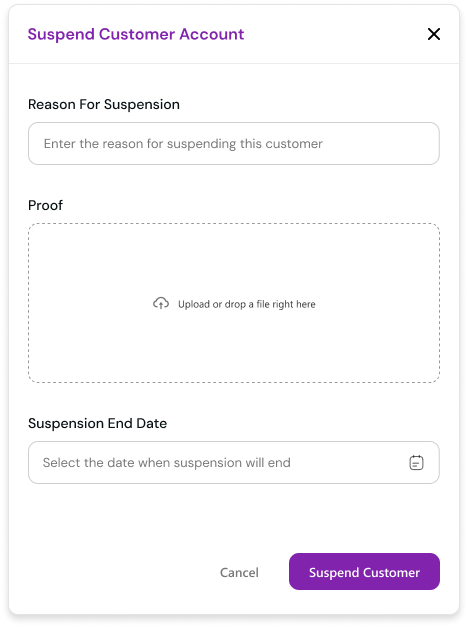 Suspend Customer Account
Reason For Suspension
Enter the reason for suspending this customer
Proof
Upload or drop a file right here
Suspension End Date
Select the date when suspension will end
Cancel
Suspend Customer